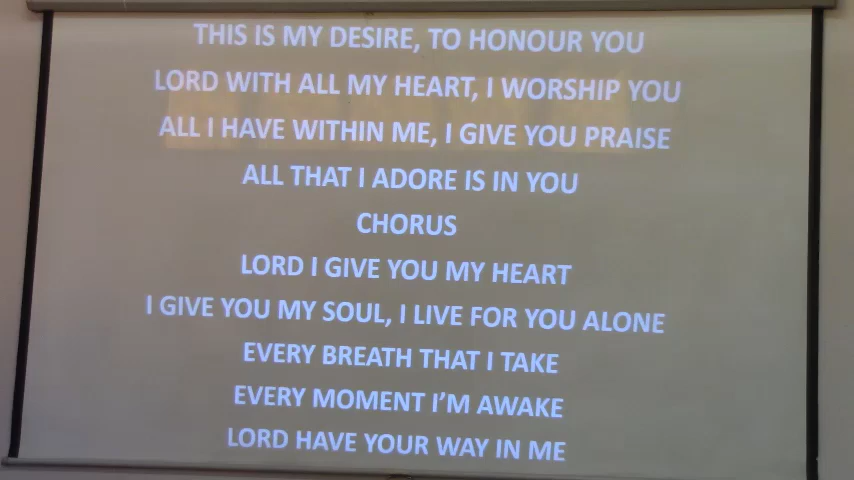 THIS IS MY DESIRE, TO HONOUR YOU
LORD WITH ALL MY HEART, I WORSHIP YOU
ALL I HAVE WITHIN ME, I GIVE YOU PRAISE
ALL THAT I ADORE IS IN YOU
CHORUS
LORD I GIVE YOU MY HEART
I GIVE YOU MY SOUL, I LIVE FOR YOU ALONE
EVERY BREATH THAT I TAKE
EVERY MOMENT I'M AWAKE
LORD HAVE YOUR WAY IN ME